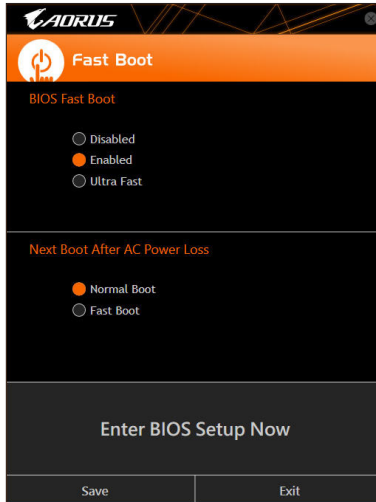 AORUS
Fast Boot
BIOS Fast Boot
Disabled
Enabled
Ultra Fast
Next Boot After AC Power Loss
Normal Boot
Fast Boot
Enter BIOS Setup Now
Save Exit